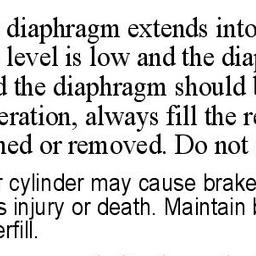 diaphragm extends into
level is low and the dia
d the diaphragm should b
eration, always fill the re
ned or removed. Do not
r cylinder may cause brake
s injury or death. Maintain b
erfill.